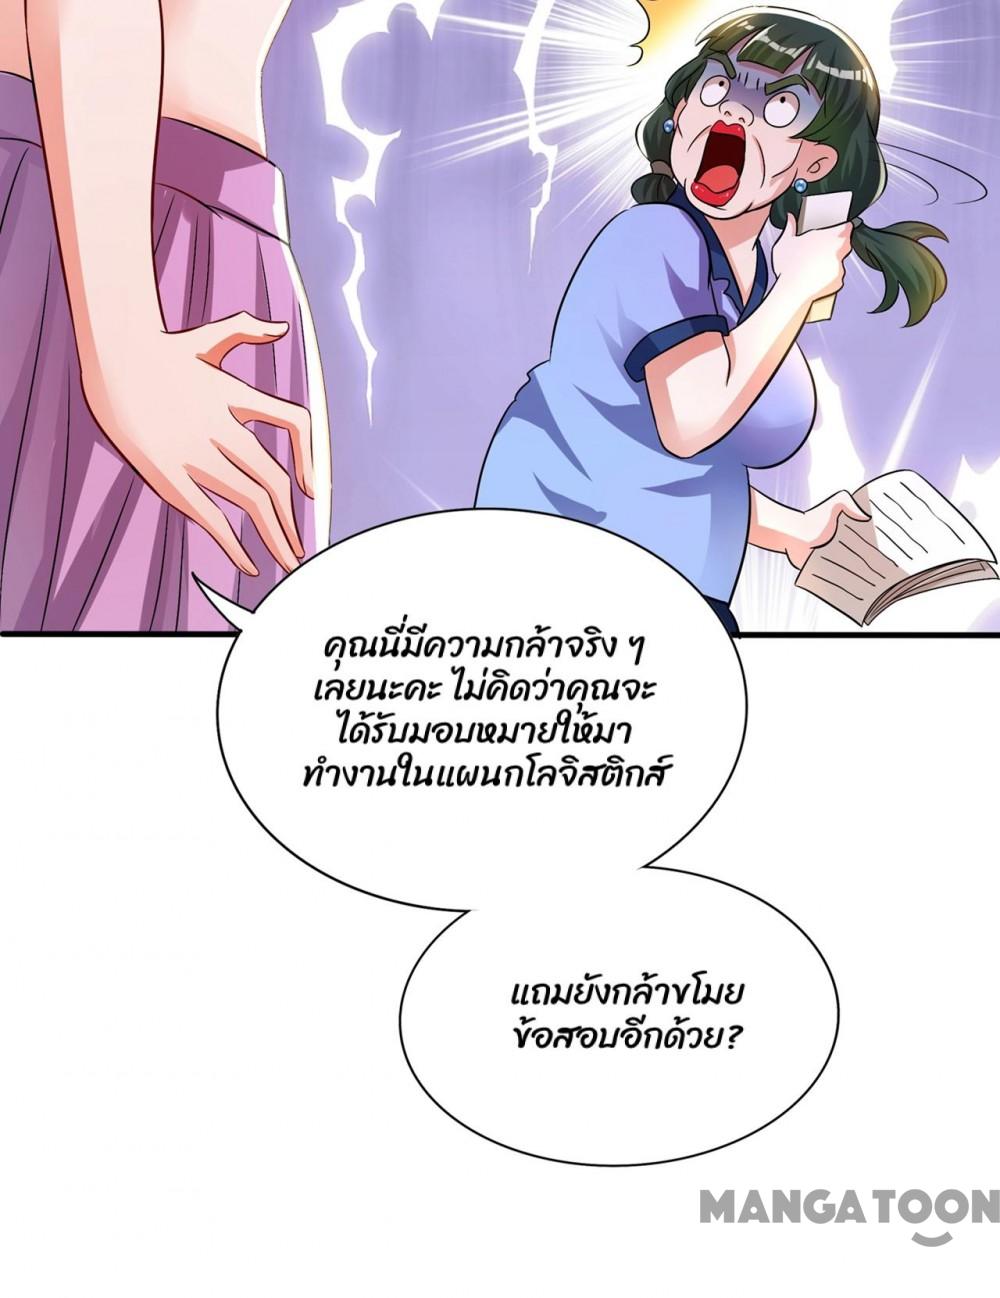 คุณนี่มีความกล้าจริง ๆ
เลยนะคะ ไม่คิดว่าคุณจะ
ได้รับมอบหมายให้มา
ทำงานในแผนกโลจิสติกส์
แถมยังกล้าขโมย
ข้อสอบอีกด้วย?
MANGATOON